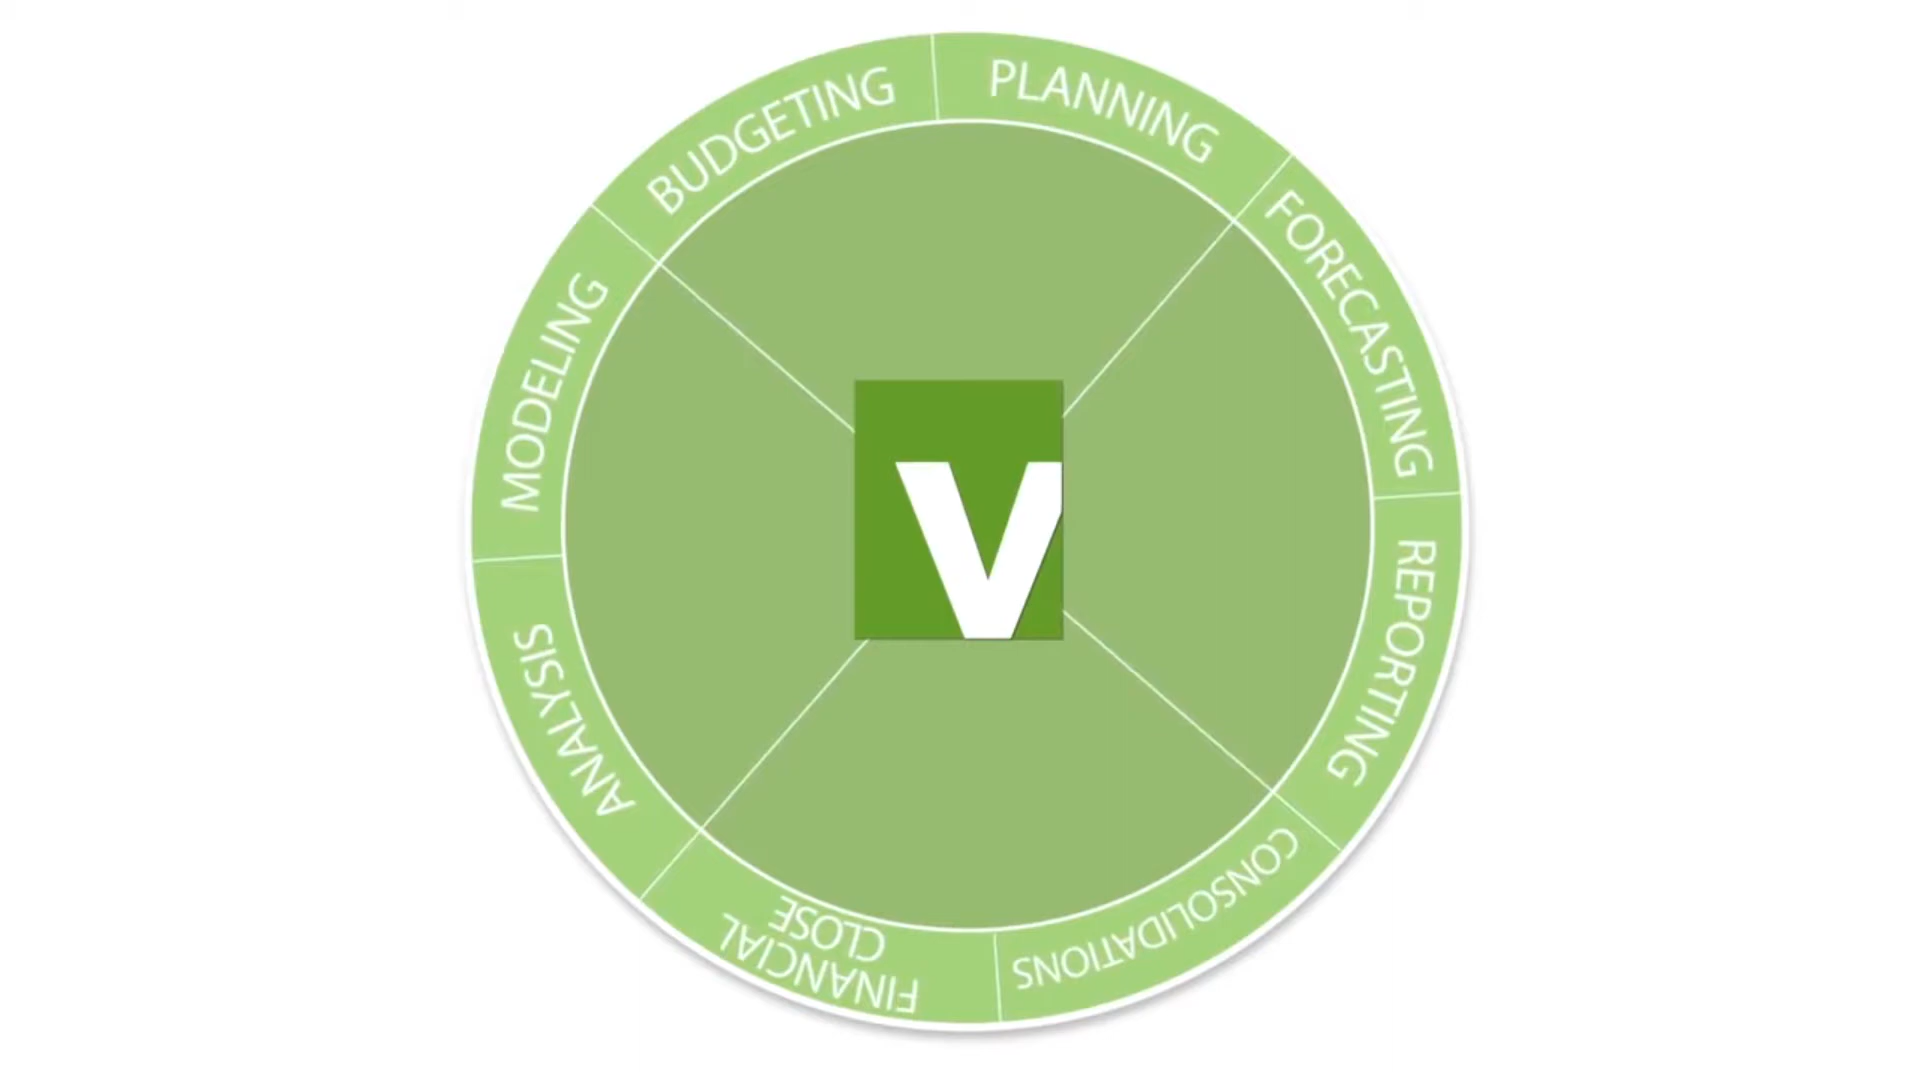 BUDGETING
PLANNING
FORECASTING
REPORTING
CONSOLIDATIONS
FINANCIAL
CLOSE
ANALYSIS
MODELING
V